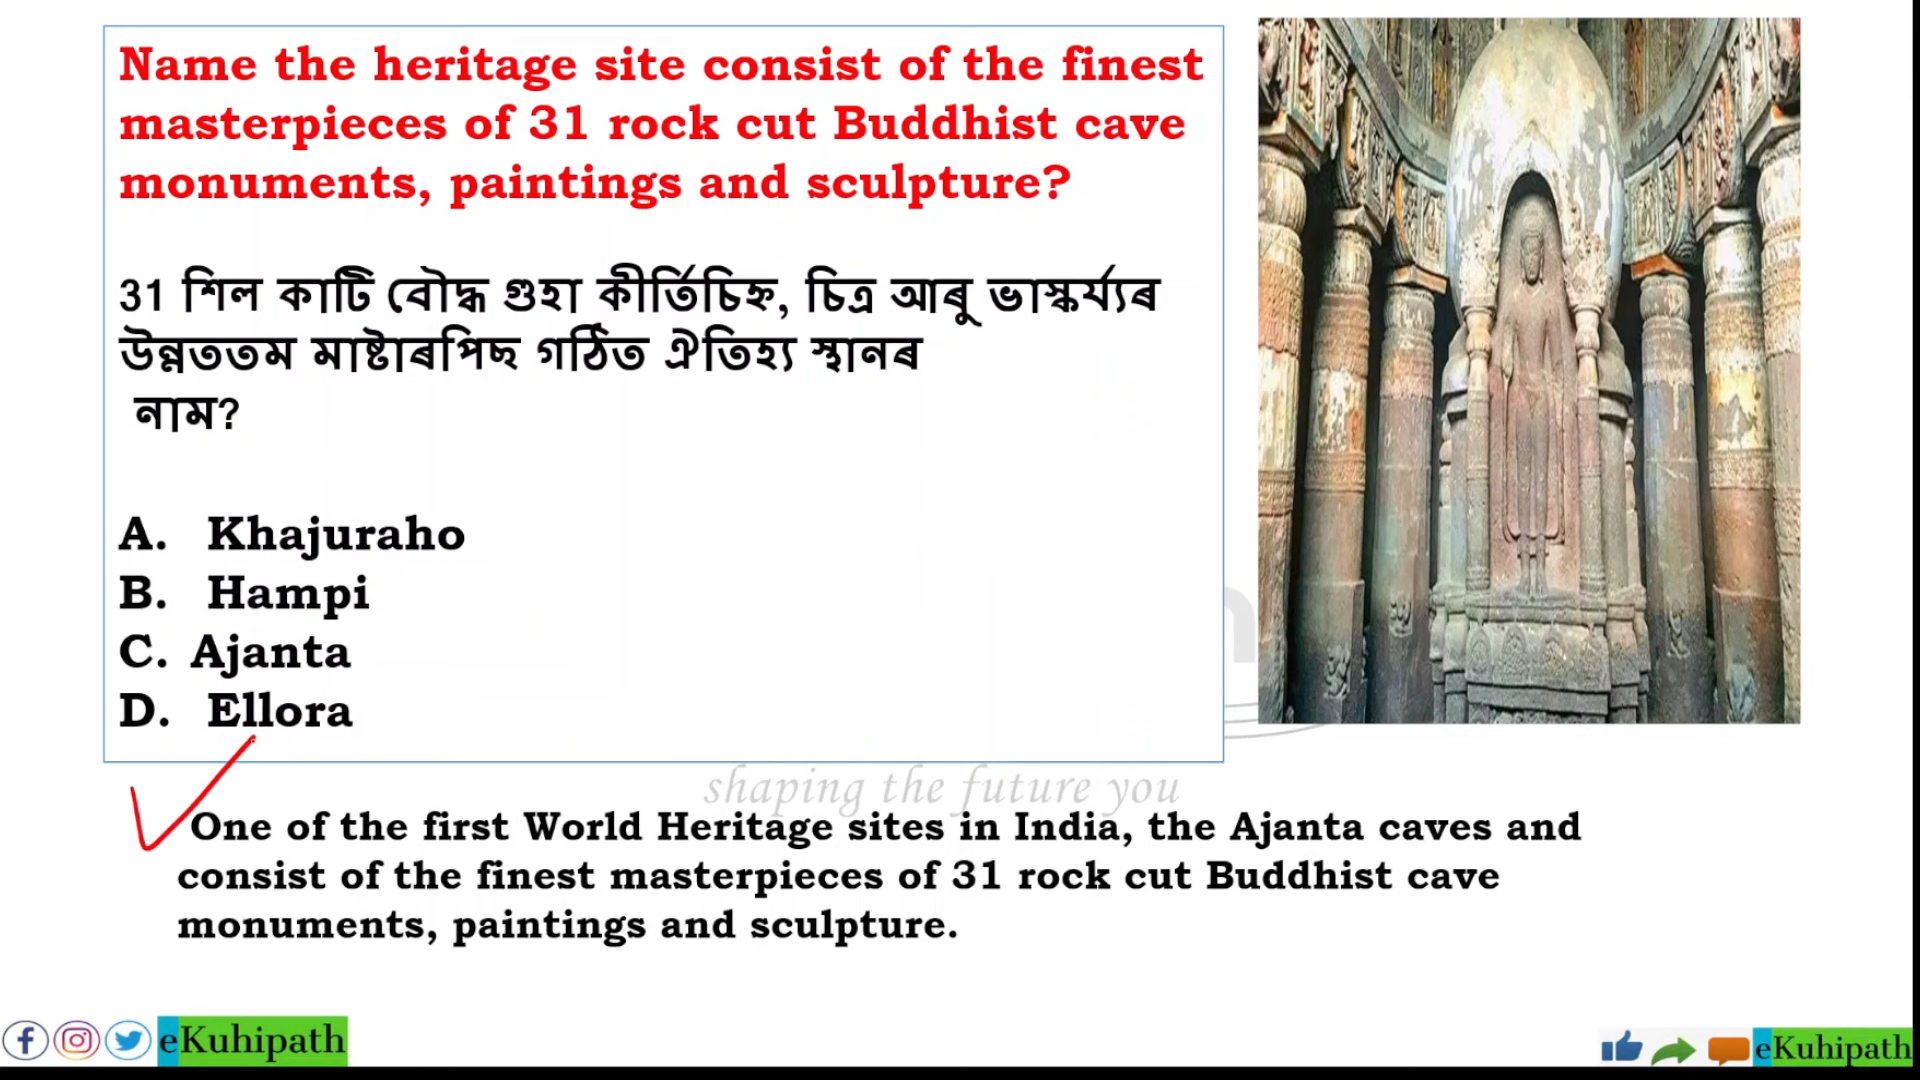 Name the heritage site consist of the finest
masterpieces of 31 rock cut Buddhist cave
monuments, paintings and sculpture?
31 শিল কাটি বৌদ্ধ গুহা কীৰ্তিচিহ্ন, চিত্ৰ আৰু ভাস্কৰ্য্যৰ
উন্নততম মাষ্টাৰপিছ গঠিত ঐতিহ্য স্থানৰ
নাম?
A. Khajuraho
B. Hampi
C. Ajanta
D. Ellora
shaping the future you
One of the first World Heritage sites in India, the Ajanta caves and
consist of the finest masterpieces of 31 rock cut Buddhist cave
monuments, paintings and sculpture.
eKuhipath
eKuhipath